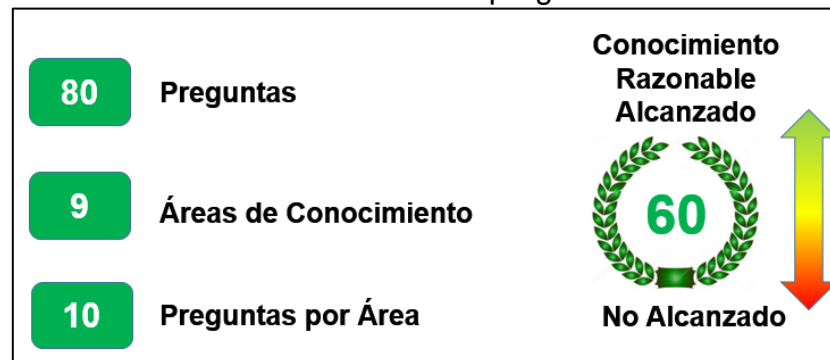 80 Preguntas
9 Áreas de Conocimiento
10 Preguntas por Área
Conocimiento
Razonable
Alcanzado
60
No Alcanzado